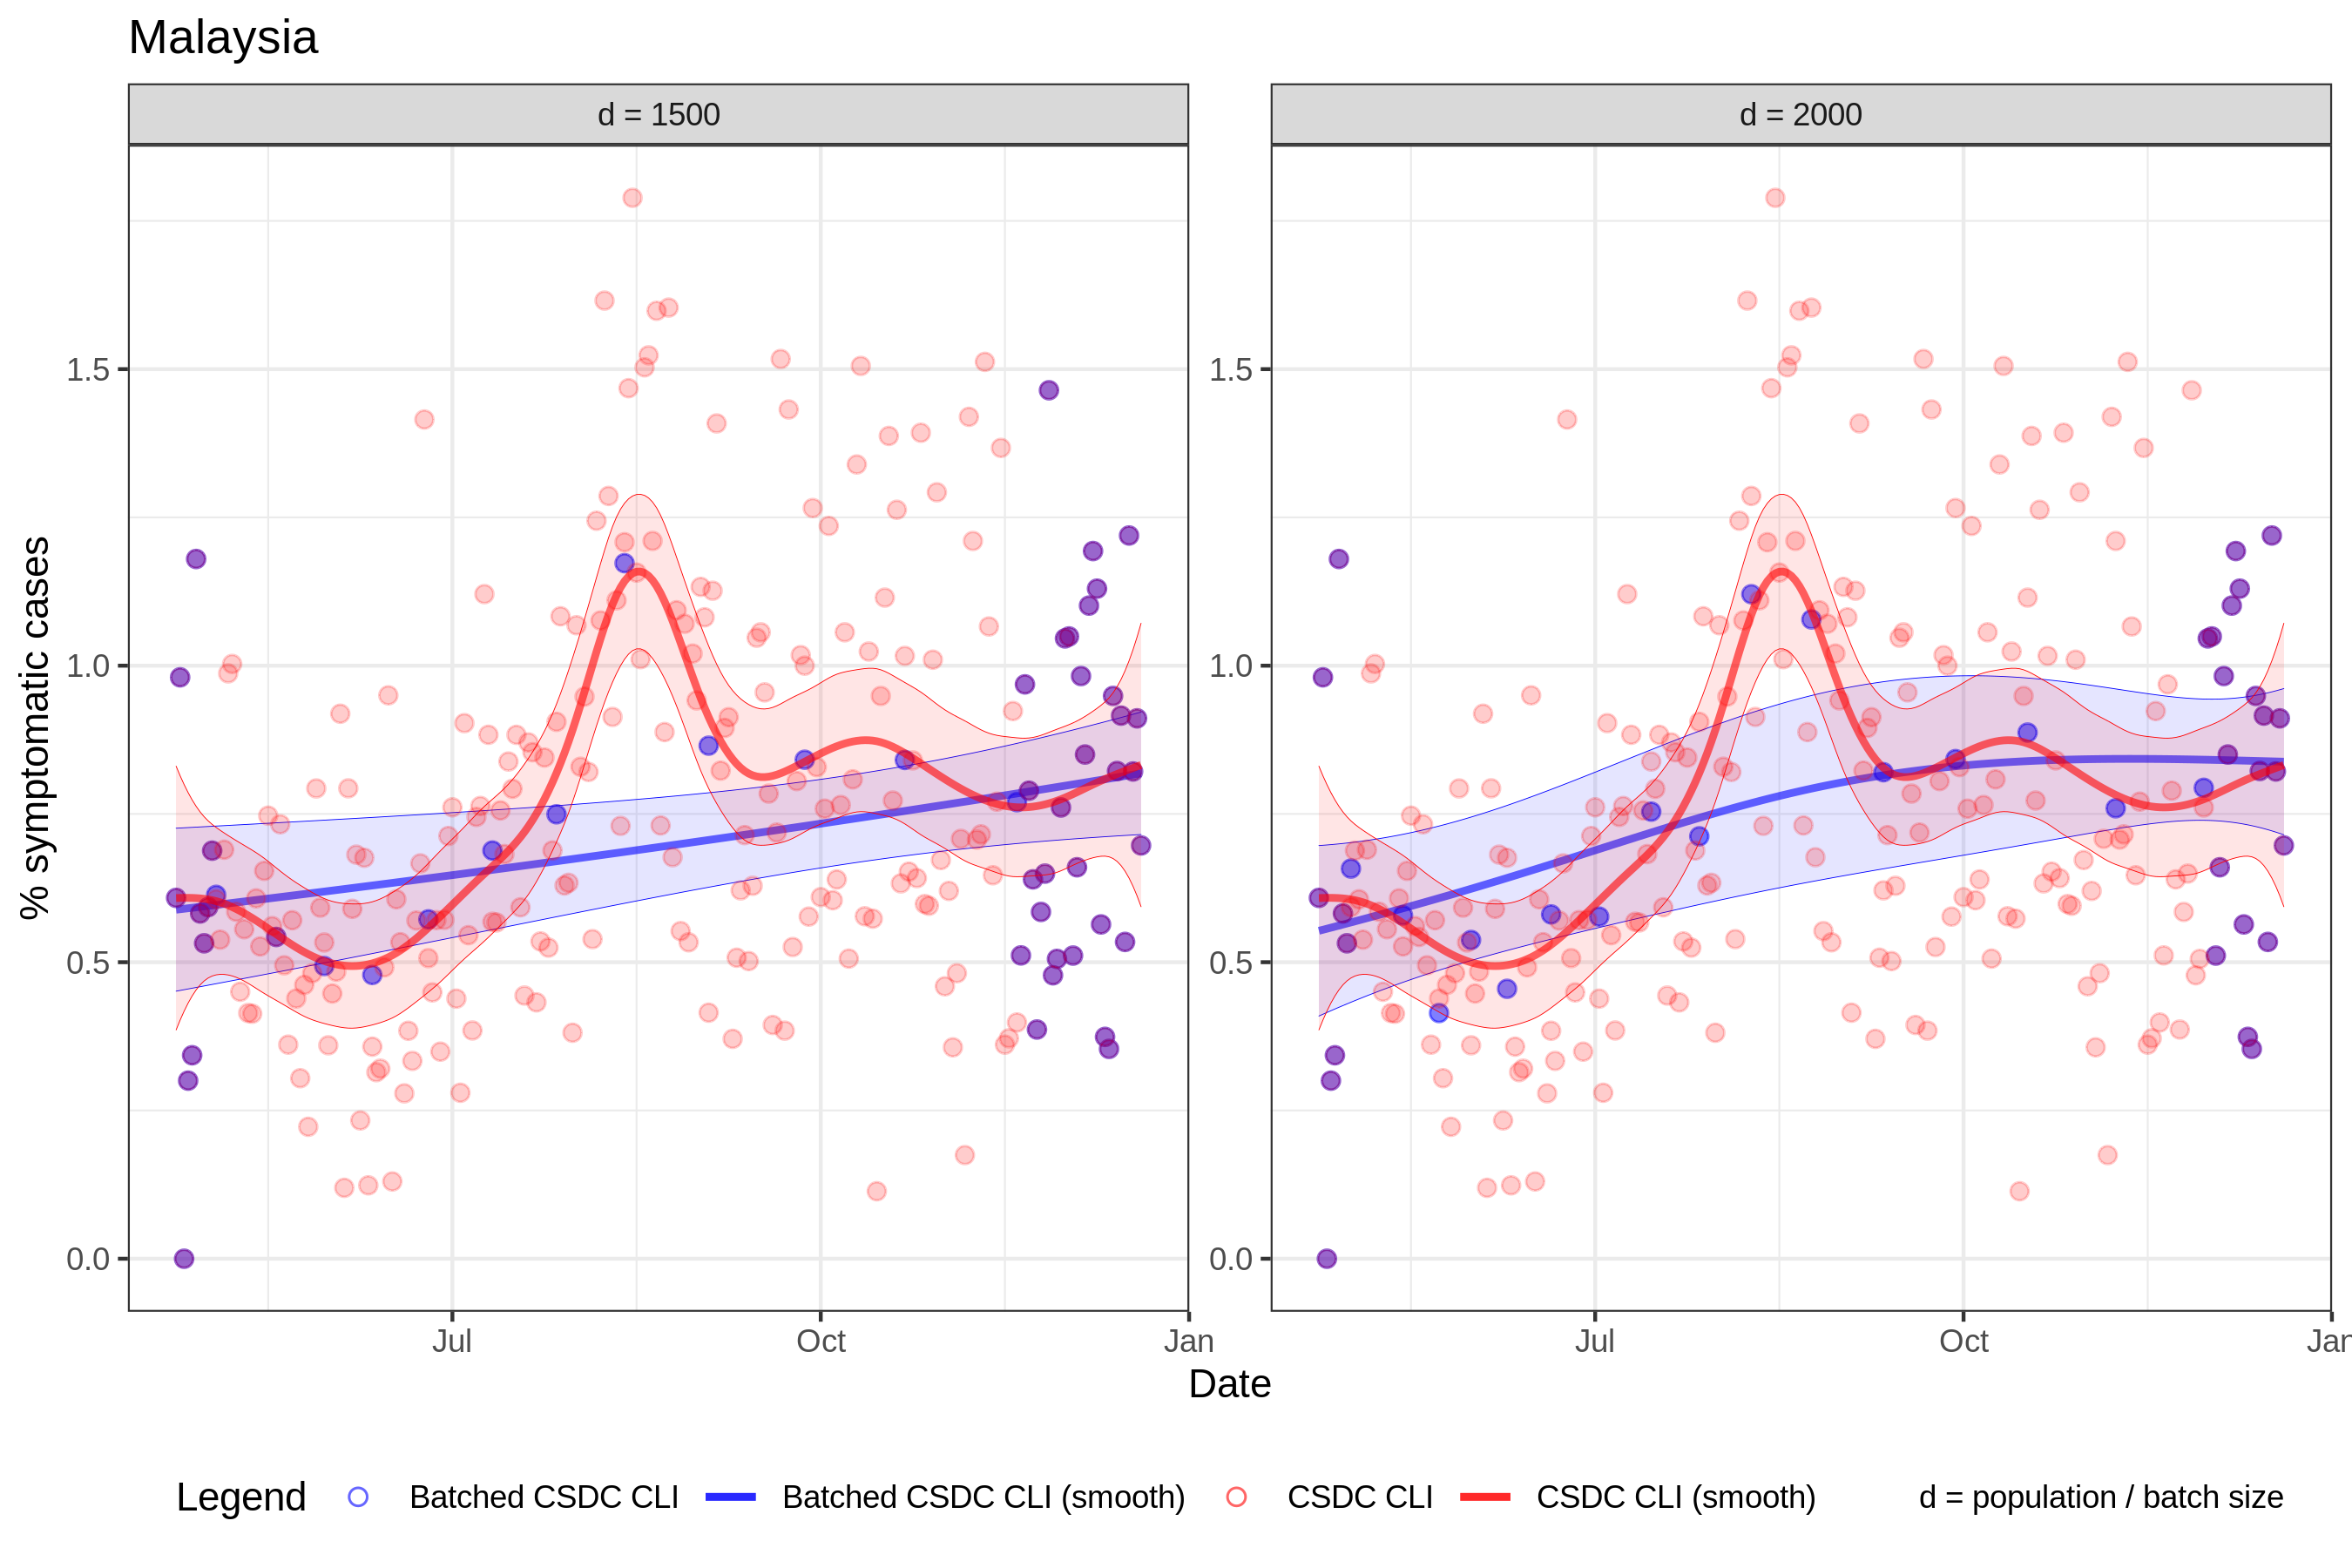 Malaysia
d = 1500
d = 2000
% symptomatic cases
1.5
1.0
0.5
0.0
1.5
1.0
0.5
0.0
Jul
Oct
Jan
Jul
Oct
Jan
Date
Legend
Batched CSDC CLI
Batched CSDC CLI (smooth)
CSDC CLI
CSDC CLI (smooth)
d = population / batch size